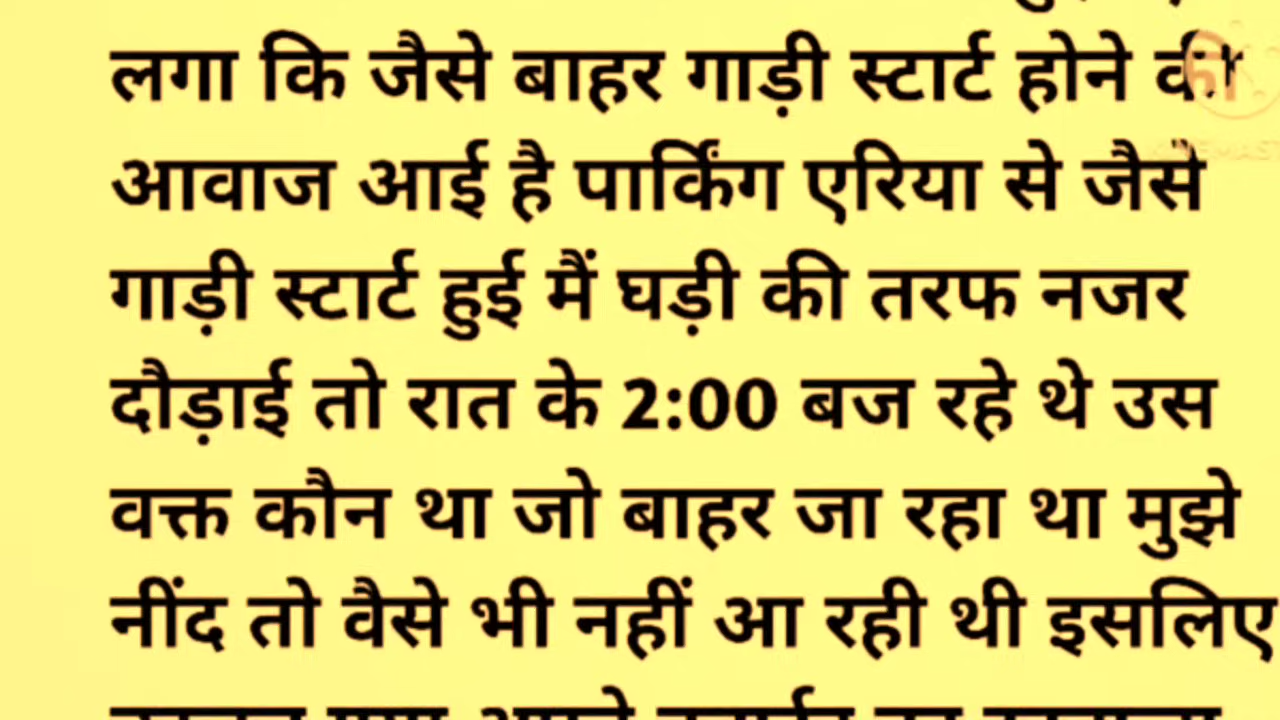 लगा कि जैसे बाहर गाड़ी स्टार्ट होने की
आवाज आई है पार्किंग एरिया से जैसे
गाड़ी स्टार्ट हुई मैं घड़ी की तरफ नजर
दौड़ाई तो रात के 2:00 बज रहे थे उस
वक्त कौन था जो बाहर जा रहा था मुझे
नींद तो वैसे भी नहीं आ रही थी इसलिए